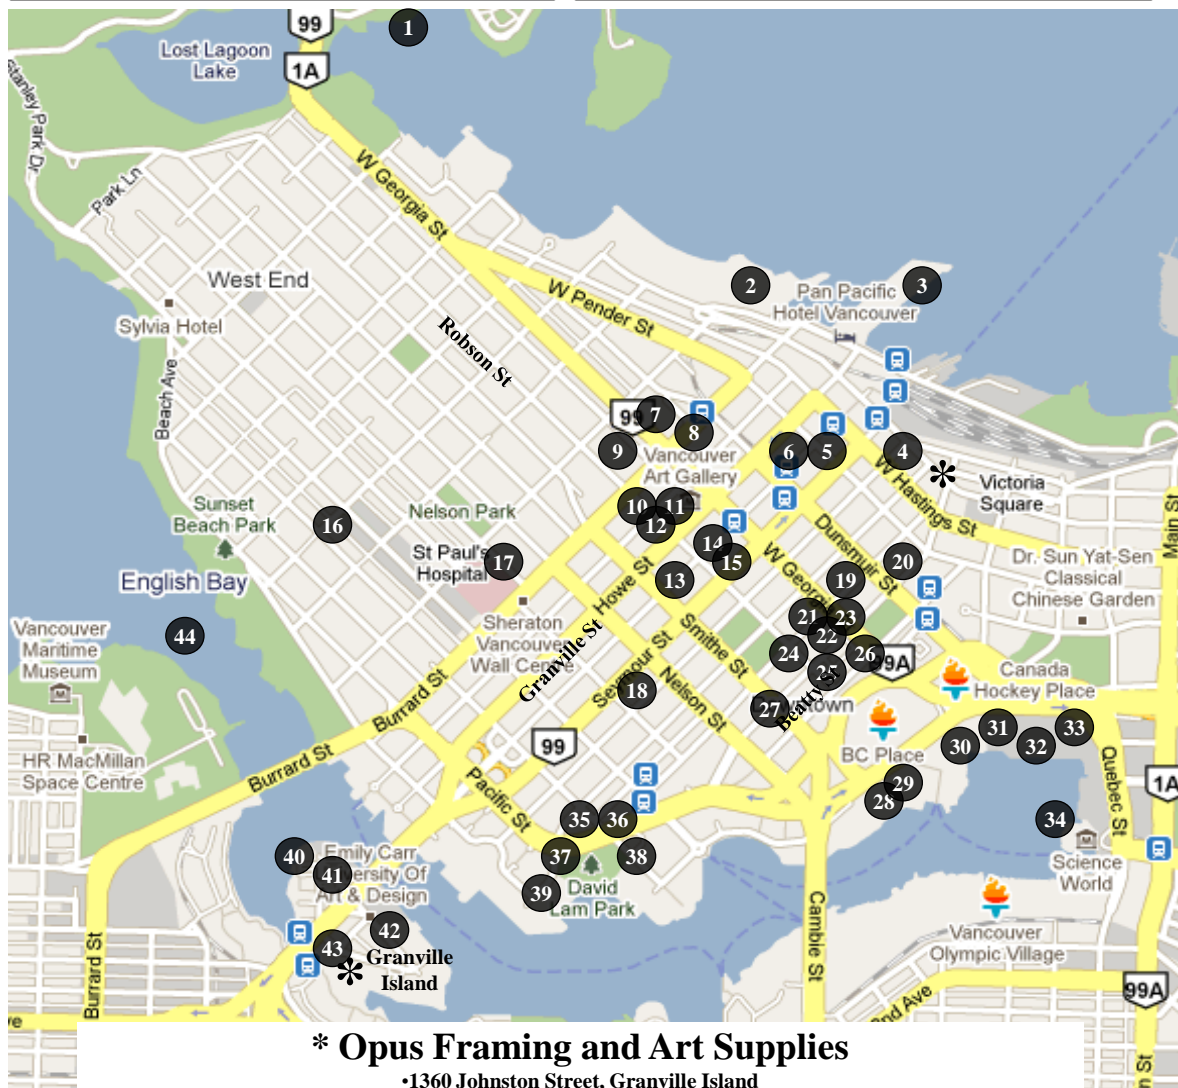 99
1
Lost Lagoon
Lake
1A
Stanley Park Dr
Park Ln
W Georgia St
West End
2
Pan Pacific
Hotel Vancouver
3
W Pender St
Sylvia Hotel
Robson St
Beach Ave
99
7
8
9
Vancouver
Art Gallery
6
5
4
*
W Hastings St
Victoria
Square
Main St
Sunset
Beach Park
Nelson Park
10
11
12
16
St Paul's
Hospital
17
14
15
13
Dunsmuir St
20
19
Dr. Sun Yat-Sen
Classical
Chinese Garden
English Bay
Howe St
W Georgia
Sheraton
Vancouver
Wall Centre
Granville St
Seymour St
Smithe St
21
23
22
24
26
25
99A
44
Vancouver
Maritime
Museum
Canada
Hockey Place
18
Nelson St
27
Beatty St
Burrard St
BC Place
30
31
32
33
HR MacMillan
Space Centre
Burrard St
99
29
28
Quebec St
1A
Pacific St
35
36
34
Science
World
40
41
Emily Carr
University Of
Art & Design
37
38
39
David
Lam Park
Cambie St
42
43
*
Granville
Island
Vancouver
Olympic Village
Burrard St
2nd Ave
99A
* Opus Framing and Art Supplies
•1360 Johnston Street, Granville Island